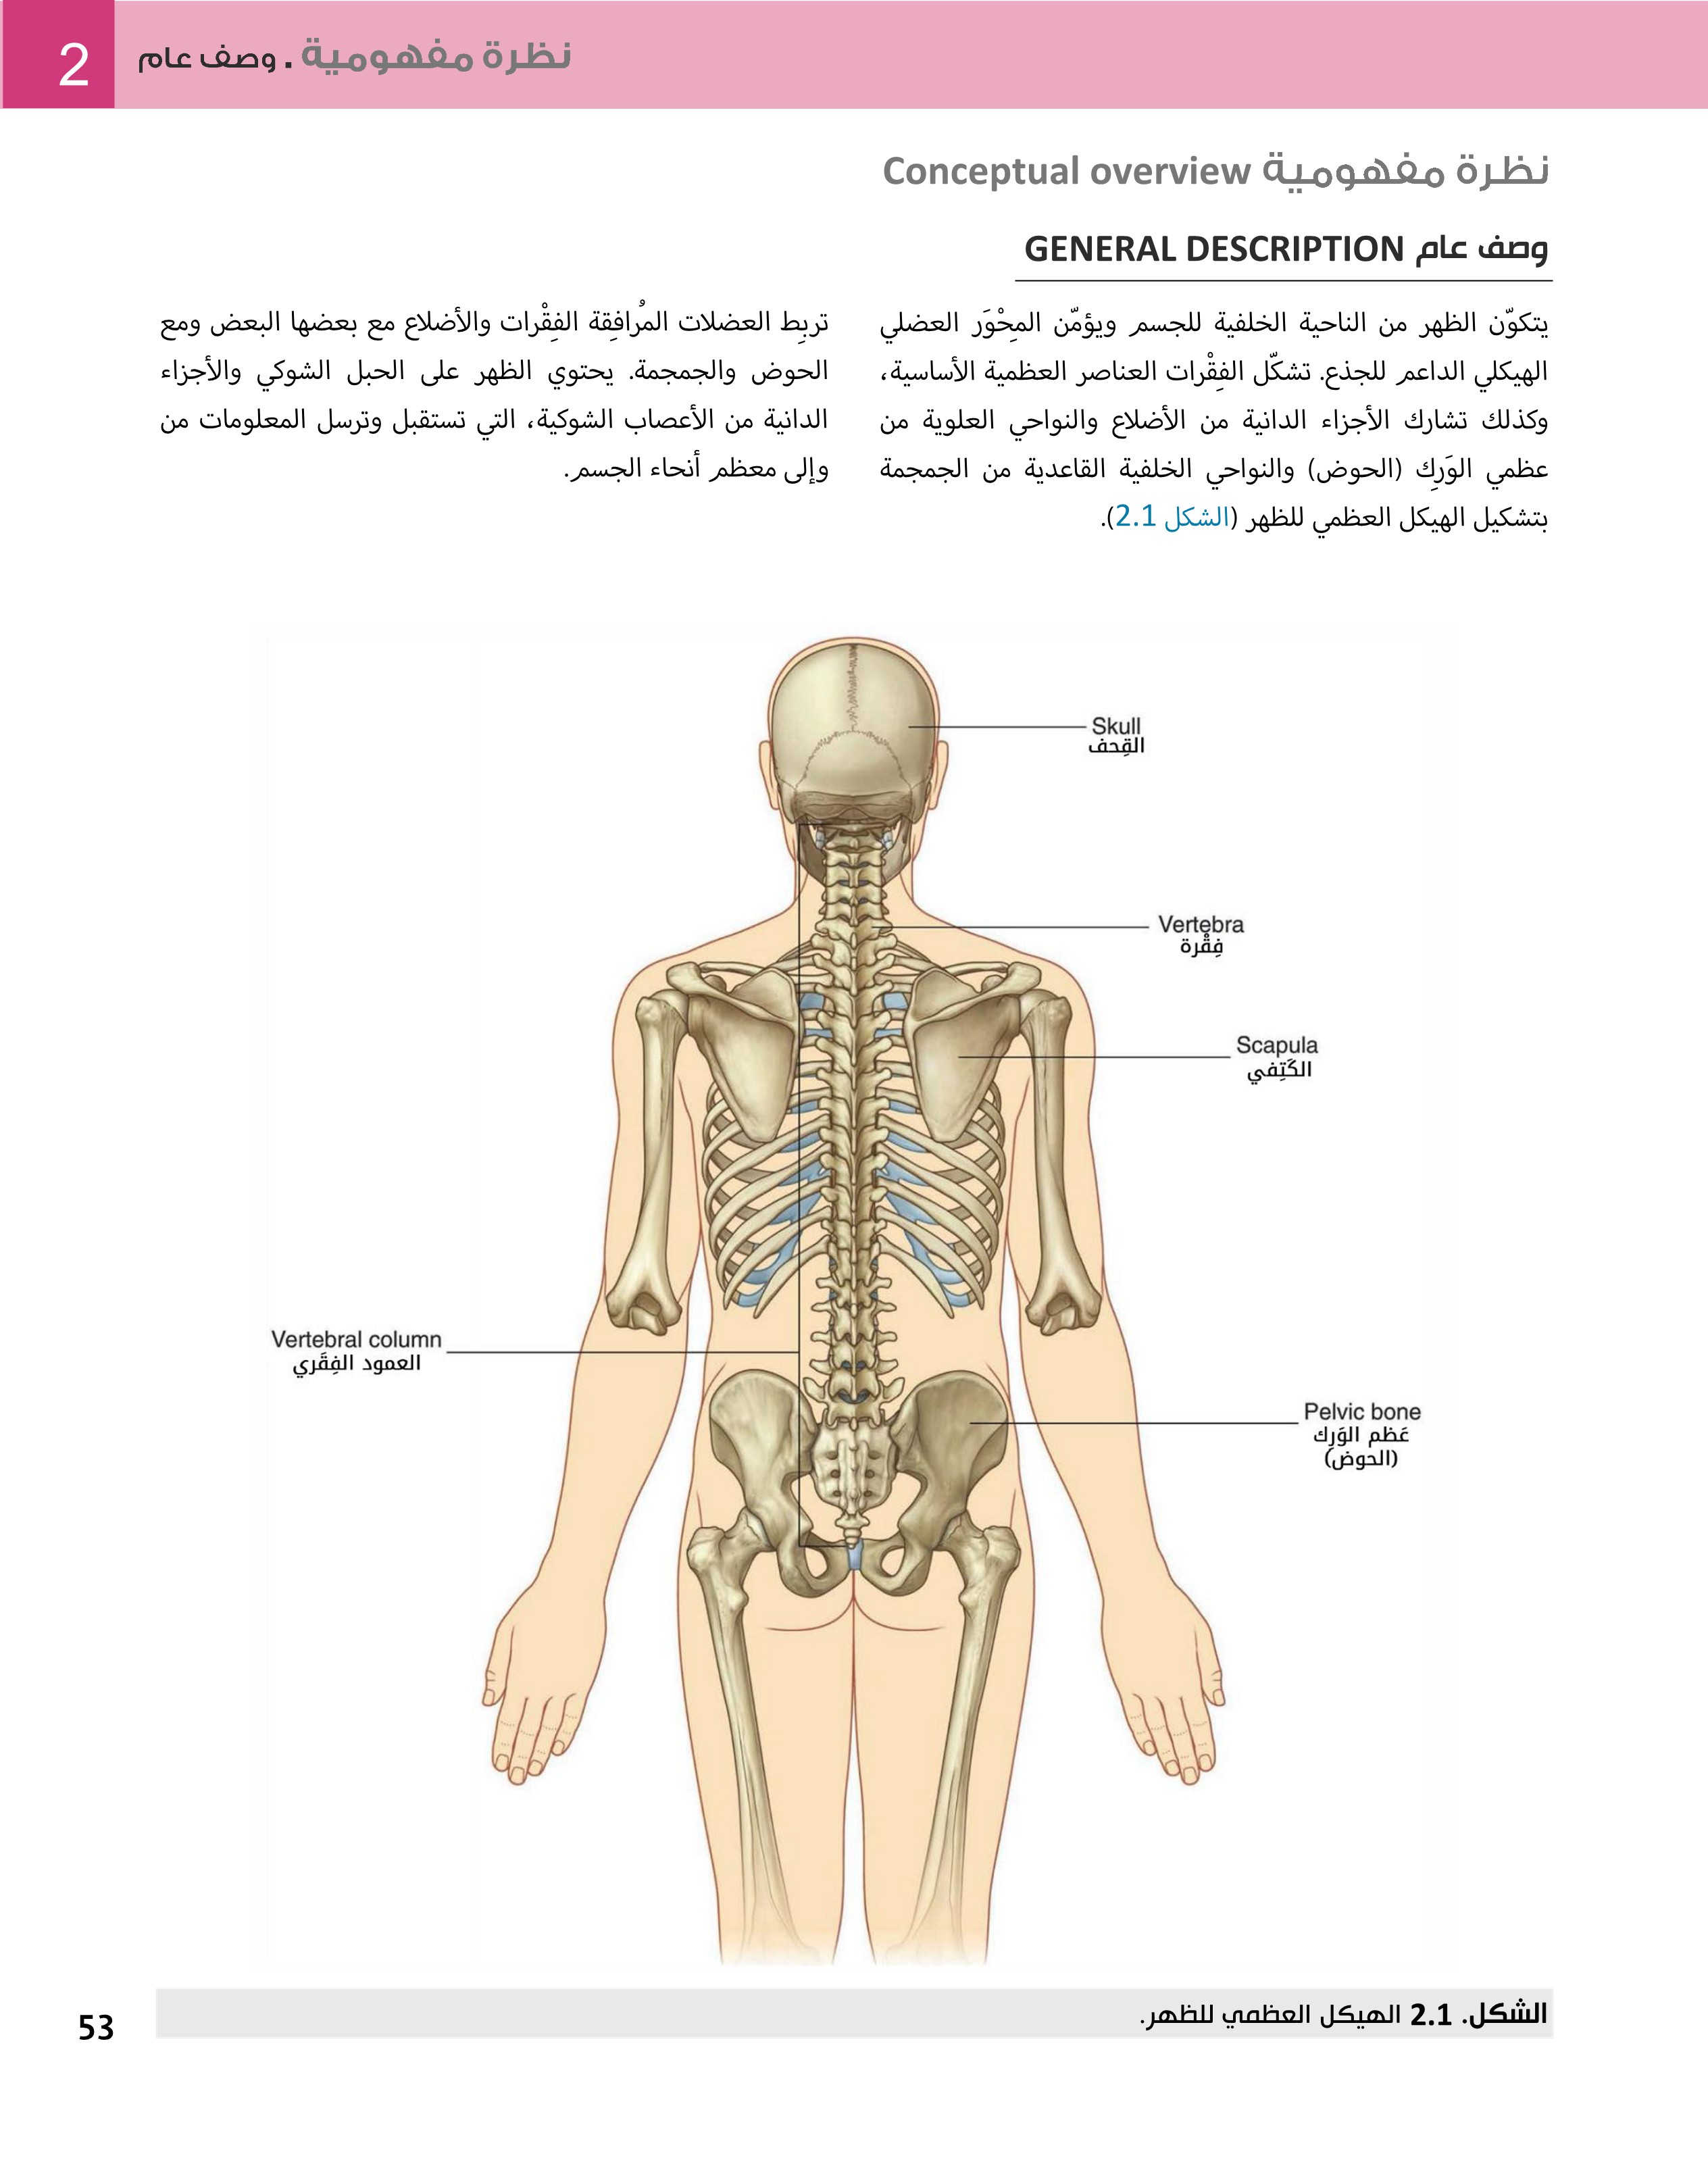 2
نظرة مفهومية . وصف عام
نظرة مفهومية Conceptual overview
وصف عام GENERAL DESCRIPTION
يتكوّن الظهر من الناحية الخلفية للجسم ويؤمّن المِحْوَر العضلي
الهيكلي الداعم للجذع. تشكّل الفِقْرات العناصر العظمية الأساسية،
وكذلك تشارك الأجزاء الدانية من الأضلاع والنواحي العلوية من
عظمي الوَرِك (الحوض) والنواحي الخلفية القاعدية من الجمجمة
بتشكيل الهيكل العظمي للظهر (الشكل 2.1).
تربِط العضلات المُرافِقة الفِقْرات والأضلاع مع بعضها البعض ومع
الحوض والجمجمة. يحتوي الظهر على الحبل الشوكي والأجزاء
الدانية من الأعصاب الشوكية، التي تستقبل وترسل المعلومات من
وإلى معظم أنحاء الجسم.
Skull
القِحف
Vertebra
فِقْرة
Scapula
الكَتِفي
Vertebral column
العمود الفِقَري
Pelvic bone
عَظم الوَرِك
(الحوض)
الشكل. 2.1 الهيكل العظمي للظهر.
53